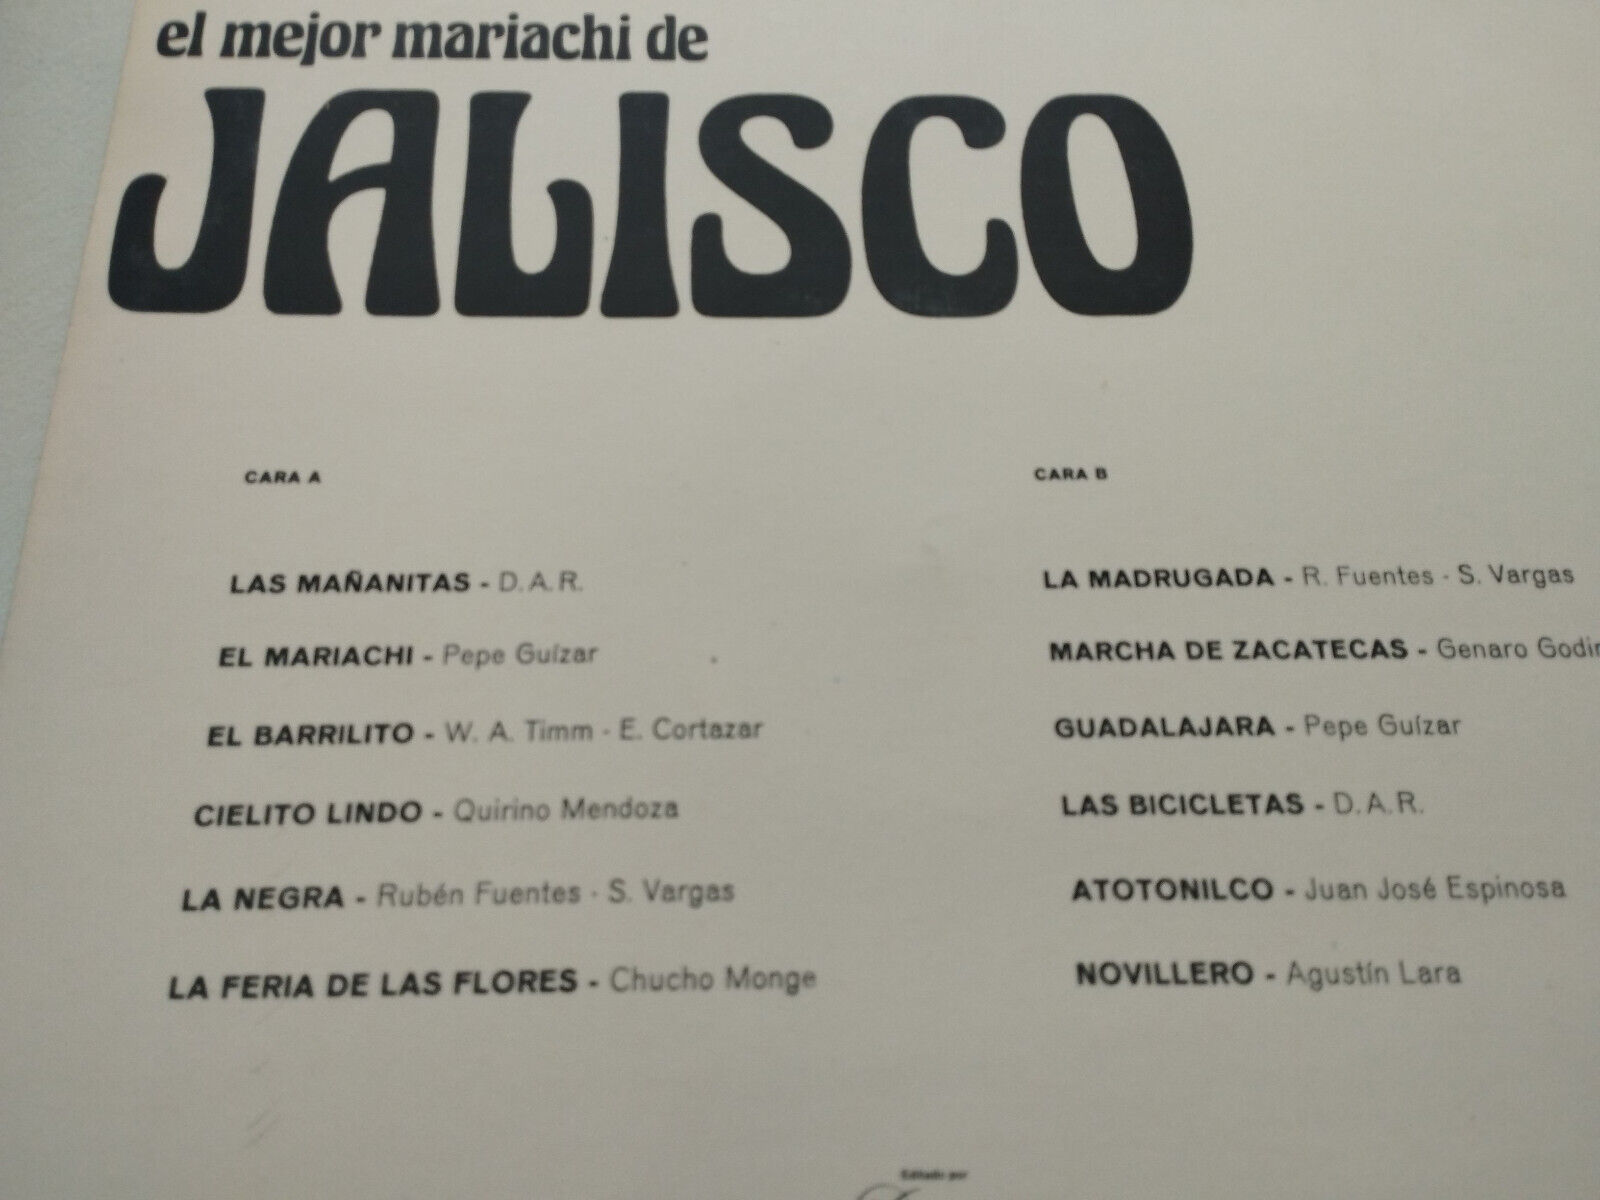 el mejor mariachi de
JALISCO
CARA A
LAS MAÑANITAS - D.A.R.
EL MARIACHI - Pepe Guízar
EL BARRILITO - W. A. Timm - E. Cortazar
CIELITO LINDO - Quirino Mendoza
LA NEGRA - Rubén Fuentes - S. Vargas
LA FERIA DE LAS FLORES - Chucho Monge
CARA B
LA MADRUGADA - R. Fuentes - S. Vargas
MARCHA DE ZACATECAS - Genaro
GUADALAJARA - Pepe Guízar
LAS BICICLETAS - D.A.R.
ATOTONILCO - Juan José Espinosa
NOVILLERO - Agustín Lara
Editado por